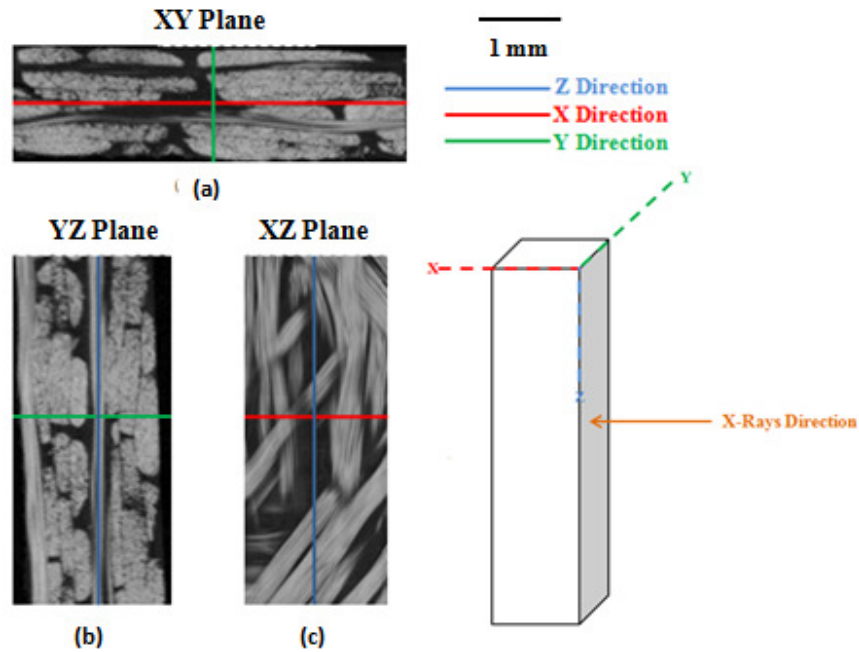 XY Plane
1 mm
Z Direction
X Direction
Y Direction
(a)
YZ Plane
XZ Plane
Y
X
Z
X-Rays Direction
(b)
(c)